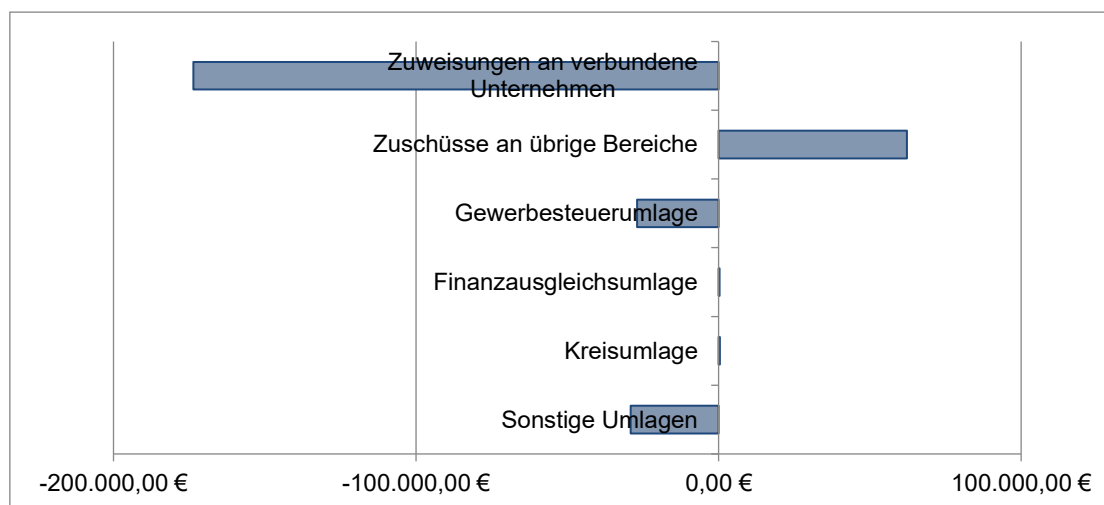 Zuweisungen an verbundene
Unternehmen
Zuschüsse an übrige Bereiche
Gewerbesteuerumlage
Finanzausgleichsumlage
Kreisumlage
Sonstige Umlagen
-200.000,00 €
-100.000,00 €
0,00 €
100.000,00 €